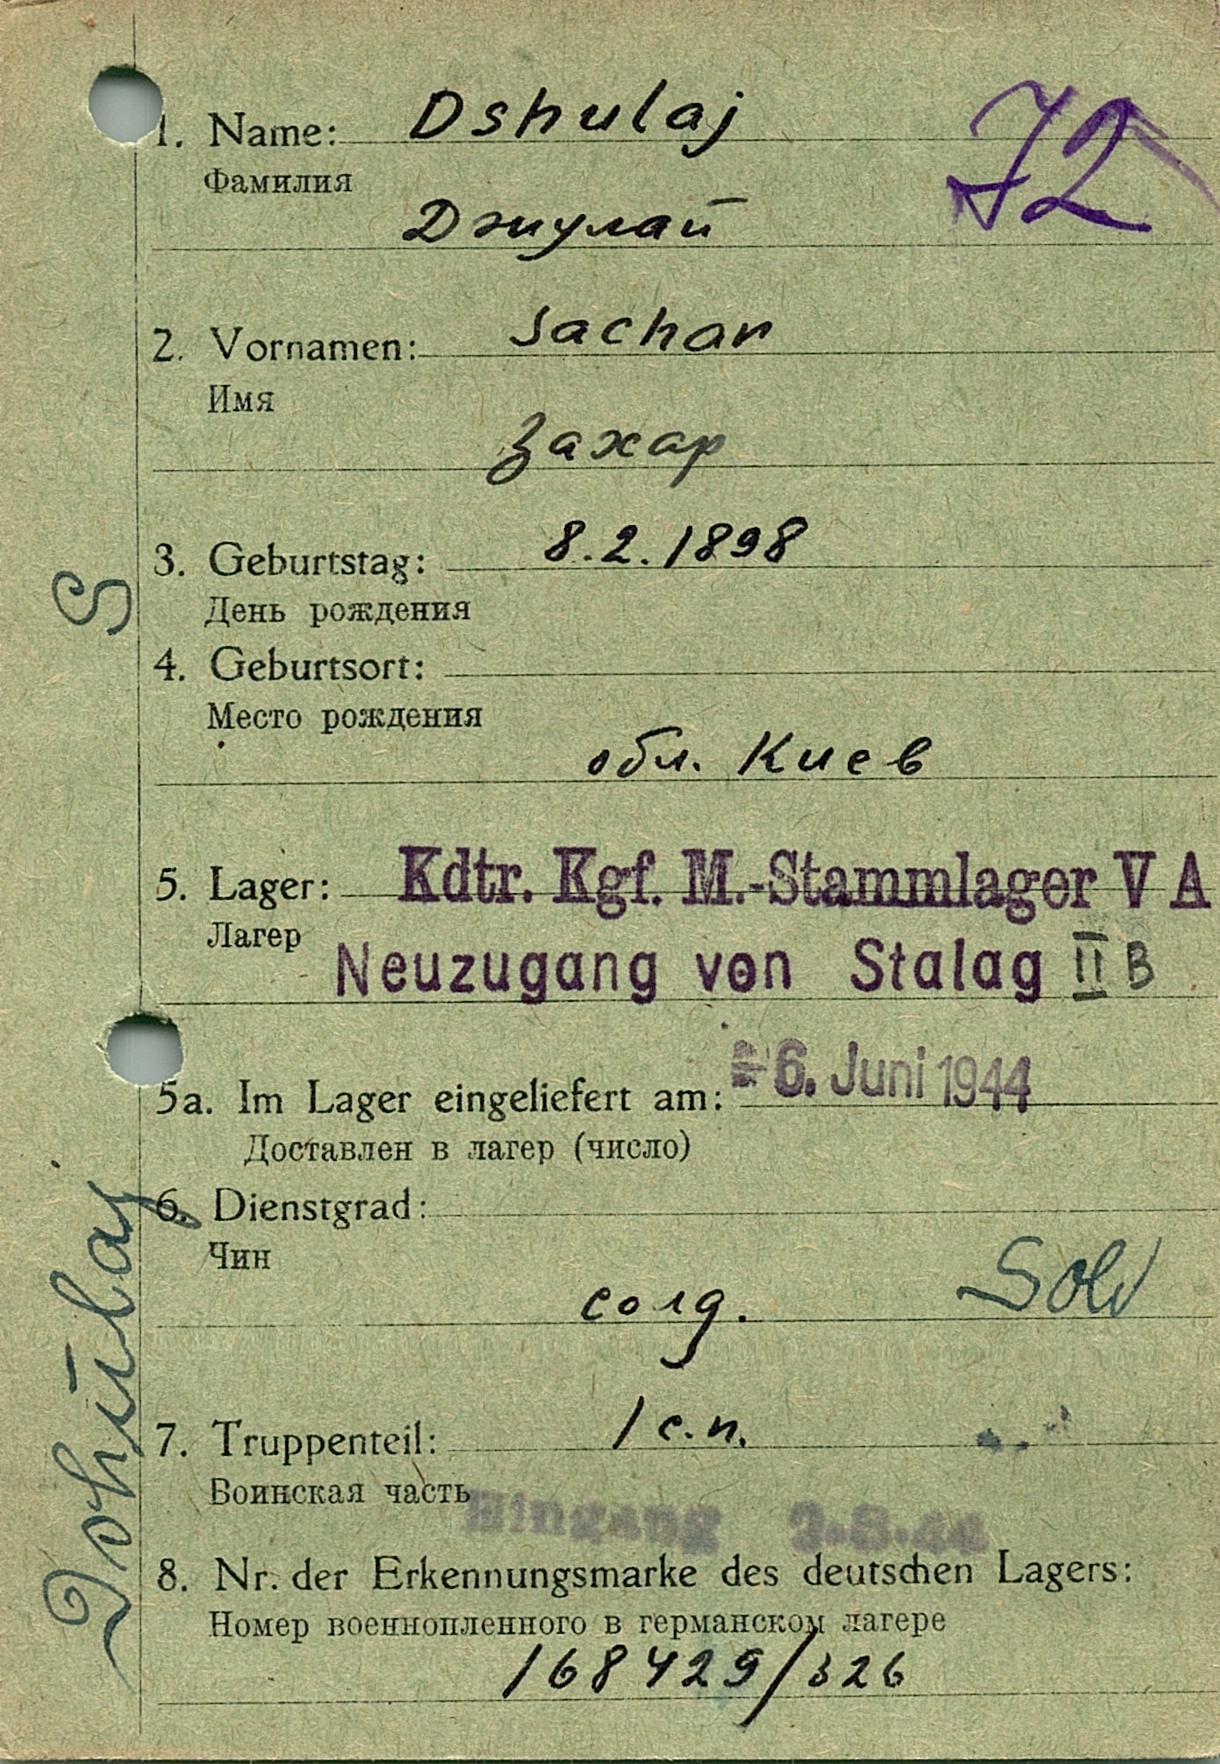 1. Name: Dshulaj
72
Фамилия
Джулай
2. Vornamen: Sachar
Имя
Захар
3. Geburtstag: 8.2.1898
S
День рождения
4. Geburtsort:
Место рождения
обл. Киев
5. Lager: Kdtr. Kgf. M.-Stammlager V A
Лагер
Neuzugang von Stalag II B
5a. Im Lager eingeliefert am: 6. Juni 1944
Доставлен в лагер (число)
6. Dienstgrad:
Чин
солд.
Sold
7. Truppenteil: 1 с.п.
Воинская часть
Eingang
8. Nr. der Erkennungsmarke des deutschen Lagers:
Номер военнопленного в германском лагере
168429/326
Dshulaj